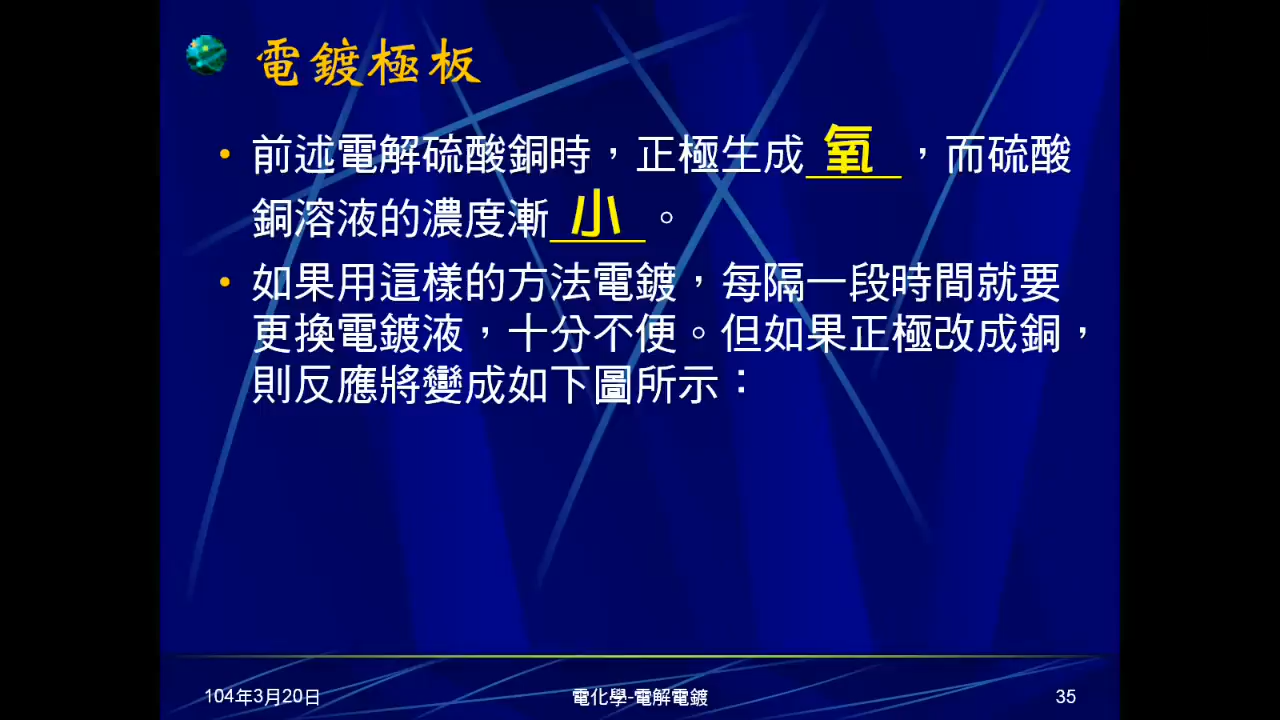 電鍍極板
• 前述電解硫酸銅時，正極生成 氧 ，而硫酸
銅溶液的濃度漸 小 。
• 如果用這樣的方法電鍍，每隔一段時間就要
更換電鍍液，十分不便。但如果正極改成銅，
則反應將變成如下圖所示：
104年3月20日
電化學-電解電鍍
35